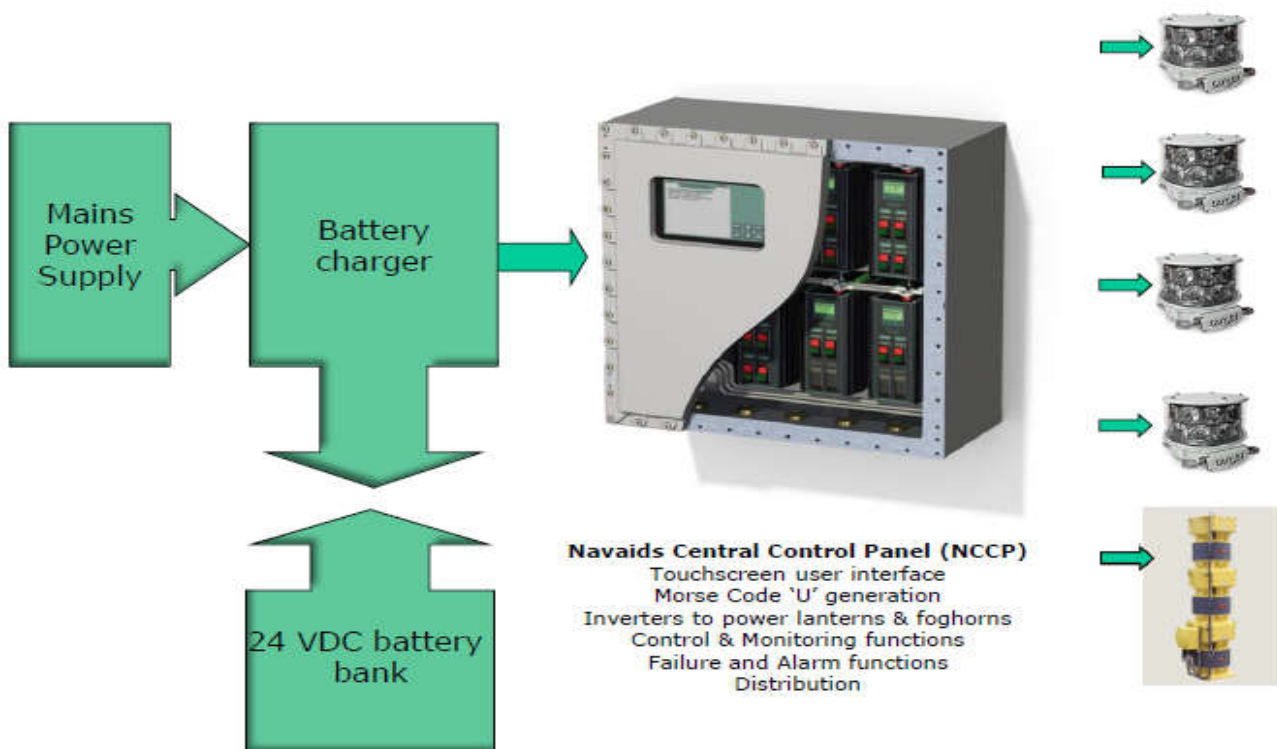 Mains
Power
Supply
Battery
charger
24 VDC battery
bank
Navaids Central Control Panel (NCCP)
Touchscreen user interface
Morse Code ‘U’ generation
Inverters to power lanterns & foghorns
Control & Monitoring functions
Failure and Alarm functions
Distribution